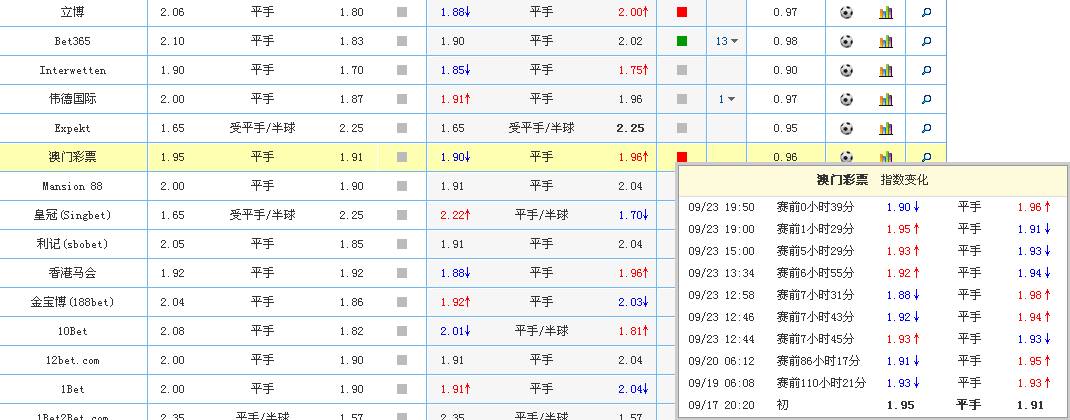 立博 2.06 平手 1.80 1.88↓ 平手 2.00↑ 0.97
Bet365 2.10 平手 1.83 1.90 平手 2.02 13 0.98
Interwetten 1.90 平手 1.70 1.85↓ 平手 1.75↑ 0.90
伟德国际 2.00 平手 1.87 1.91↑ 平手 1.96 1 0.97
Expekt 1.65 受平手/半球 2.25 1.65 受平手/半球 2.25 0.95
澳门彩票 1.95 平手 1.91 1.90↓ 平手 1.96↑ 0.96
Mansion 88 2.00 平手 1.90 1.91 平手 2.04
皇冠(Singbet) 1.65 受平手/半球 2.25 2.22↑ 平手/半球 1.70↓
利记(sbobet) 2.05 平手 1.85 1.91 平手 2.04
香港马会 1.92 平手 1.92 1.88↓ 平手 1.96↑
金宝博(188bet) 2.04 平手 1.86 1.92↑ 平手 2.03↓
10Bet 2.08 平手 1.82 2.01↓ 平手/半球 1.81↑
12bet.com 2.00 平手 1.90 1.91 平手 2.04
1Bet 2.00 平手 1.90 1.91↑ 平手 2.04↓
1Bet2Bet.com 2.35 平手/半球 1.57 2.35 平手/半球 1.57
澳门彩票 指数变化
09/23 19:50 赛前0小时39分 1.90↓ 平手 1.96↑
09/23 19:00 赛前1小时29分 1.95↑ 平手 1.91↓
09/23 15:00 赛前5小时29分 1.93↑ 平手 1.93↓
09/23 13:34 赛前6小时55分 1.92↑ 平手 1.94↓
09/23 12:58 赛前7小时31分 1.88↓ 平手 1.98↑
09/23 12:46 赛前7小时43分 1.92↓ 平手 1.94↑
09/23 12:44 赛前7小时45分 1.93↑ 平手 1.93↓
09/20 06:12 赛前86小时17分 1.91↓ 平手 1.95↑
09/19 06:08 赛前110小时21分 1.93↓ 平手 1.93↑
09/17 20:20 初 1.95 平手 1.91